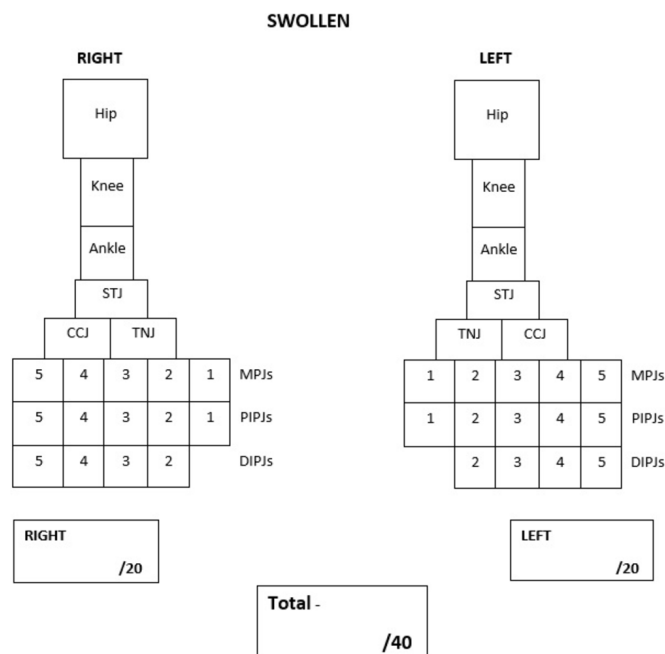 SWOLLEN
RIGHT LEFT
Hip Hip
Knee Knee
Ankle Ankle
STJ STJ
CCJ TNJ TNJ CCJ
5 4 3 2 1 MPJs 1 2 3 4 5 MPJs
5 4 3 2 1 PIPJs 1 2 3 4 5 PIPJs
5 4 3 2 DIPJs 2 3 4 5 DIPJs
RIGHT LEFT
/20 /20
Total -
/40